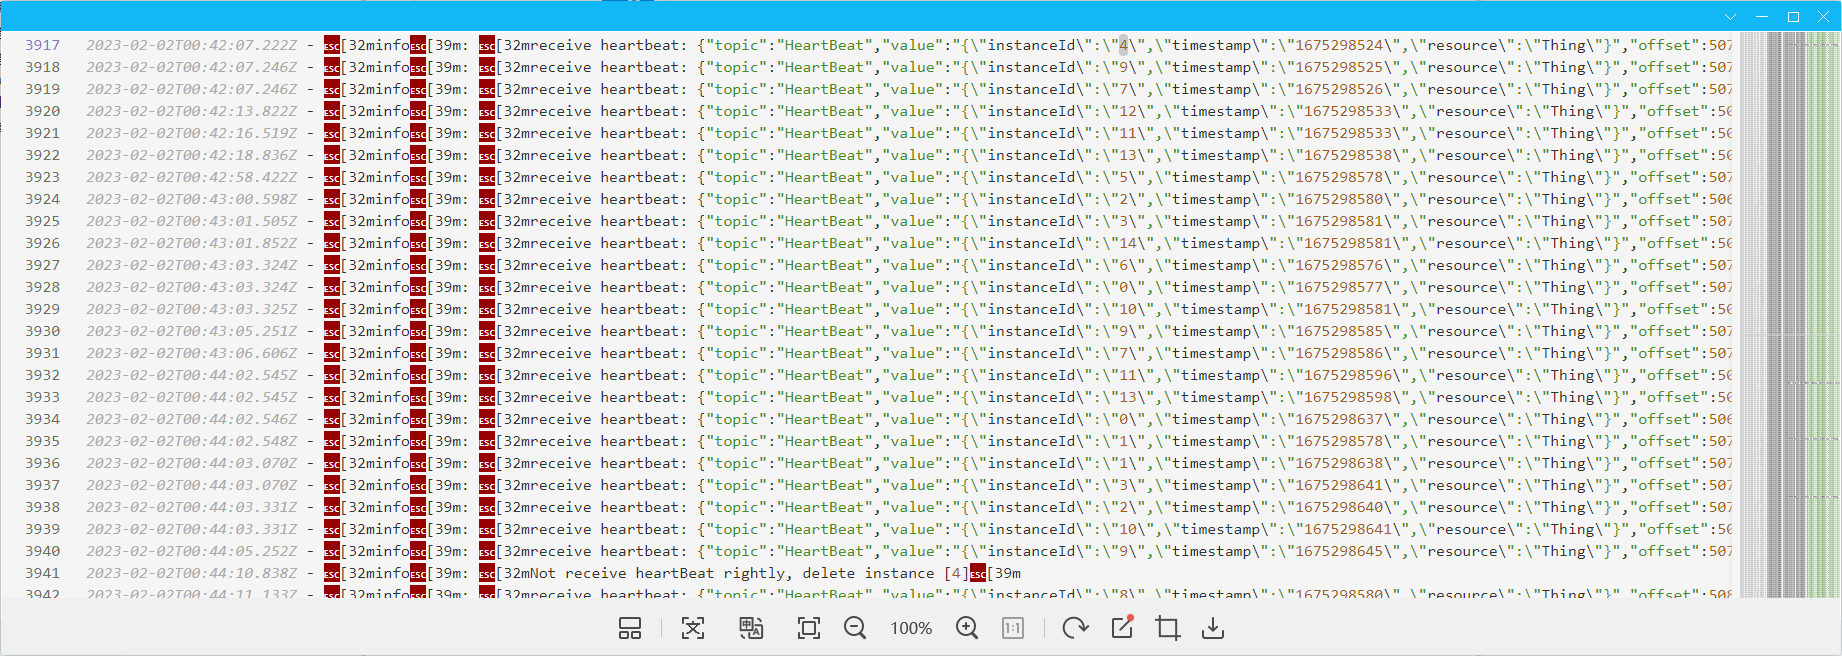 3917 2023-02-02T00:42:07.222Z - ESC[32minfoESC[39m: ESC[32mreceive heartbeat: {"topic":"HeartBeat","value":"{\"instanceId\":\"4\",\"timestamp\":\"1675298524\",\"resource\":\"Thing\"}","offset":507
3918 2023-02-02T00:42:07.246Z - ESC[32minfoESC[39m: ESC[32mreceive heartbeat: {"topic":"HeartBeat","value":"{\"instanceId\":\"9\",\"timestamp\":\"1675298525\",\"resource\":\"Thing\"}","offset":507
3919 2023-02-02T00:42:07.246Z - ESC[32minfoESC[39m: ESC[32mreceive heartbeat: {"topic":"HeartBeat","value":"{\"instanceId\":\"7\",\"timestamp\":\"1675298526\",\"resource\":\"Thing\"}","offset":507
3920 2023-02-02T00:42:13.822Z - ESC[32minfoESC[39m: ESC[32mreceive heartbeat: {"topic":"HeartBeat","value":"{\"instanceId\":\"12\",\"timestamp\":\"1675298533\",\"resource\":\"Thing\"}","offset":50
3921 2023-02-02T00:42:16.519Z - ESC[32minfoESC[39m: ESC[32mreceive heartbeat: {"topic":"HeartBeat","value":"{\"instanceId\":\"11\",\"timestamp\":\"1675298533\",\"resource\":\"Thing\"}","offset":50
3922 2023-02-02T00:42:18.836Z - ESC[32minfoESC[39m: ESC[32mreceive heartbeat: {"topic":"HeartBeat","value":"{\"instanceId\":\"13\",\"timestamp\":\"1675298538\",\"resource\":\"Thing\"}","offset":50
3923 2023-02-02T00:42:58.422Z - ESC[32minfoESC[39m: ESC[32mreceive heartbeat: {"topic":"HeartBeat","value":"{\"instanceId\":\"5\",\"timestamp\":\"1675298578\",\"resource\":\"Thing\"}","offset":507
3924 2023-02-02T00:43:00.598Z - ESC[32minfoESC[39m: ESC[32mreceive heartbeat: {"topic":"HeartBeat","value":"{\"instanceId\":\"2\",\"timestamp\":\"1675298580\",\"resource\":\"Thing\"}","offset":506
3925 2023-02-02T00:43:01.505Z - ESC[32minfoESC[39m: ESC[32mreceive heartbeat: {"topic":"HeartBeat","value":"{\"instanceId\":\"3\",\"timestamp\":\"1675298581\",\"resource\":\"Thing\"}","offset":507
3926 2023-02-02T00:43:01.852Z - ESC[32minfoESC[39m: ESC[32mreceive heartbeat: {"topic":"HeartBeat","value":"{\"instanceId\":\"14\",\"timestamp\":\"1675298581\",\"resource\":\"Thing\"}","offset":50
3927 2023-02-02T00:43:03.324Z - ESC[32minfoESC[39m: ESC[32mreceive heartbeat: {"topic":"HeartBeat","value":"{\"instanceId\":\"6\",\"timestamp\":\"1675298576\",\"resource\":\"Thing\"}","offset":507
3928 2023-02-02T00:43:03.324Z - ESC[32minfoESC[39m: ESC[32mreceive heartbeat: {"topic":"HeartBeat","value":"{\"instanceId\":\"0\",\"timestamp\":\"1675298577\",\"resource\":\"Thing\"}","offset":507
3929 2023-02-02T00:43:03.325Z - ESC[32minfoESC[39m: ESC[32mreceive heartbeat: {"topic":"HeartBeat","value":"{\"instanceId\":\"10\",\"timestamp\":\"1675298581\",\"resource\":\"Thing\"}","offset":50
3930 2023-02-02T00:43:05.251Z - ESC[32minfoESC[39m: ESC[32mreceive heartbeat: {"topic":"HeartBeat","value":"{\"instanceId\":\"9\",\"timestamp\":\"1675298585\",\"resource\":\"Thing\"}","offset":507
3931 2023-02-02T00:43:06.606Z - ESC[32minfoESC[39m: ESC[32mreceive heartbeat: {"topic":"HeartBeat","value":"{\"instanceId\":\"7\",\"timestamp\":\"1675298586\",\"resource\":\"Thing\"}","offset":507
3932 2023-02-02T00:44:02.545Z - ESC[32minfoESC[39m: ESC[32mreceive heartbeat: {"topic":"HeartBeat","value":"{\"instanceId\":\"11\",\"timestamp\":\"1675298596\",\"resource\":\"Thing\"}","offset":50
3933 2023-02-02T00:44:02.545Z - ESC[32minfoESC[39m: ESC[32mreceive heartbeat: {"topic":"HeartBeat","value":"{\"instanceId\":\"13\",\"timestamp\":\"1675298598\",\"resource\":\"Thing\"}","offset":50
3934 2023-02-02T00:44:02.546Z - ESC[32minfoESC[39m: ESC[32mreceive heartbeat: {"topic":"HeartBeat","value":"{\"instanceId\":\"0\",\"timestamp\":\"1675298637\",\"resource\":\"Thing\"}","offset":506
3935 2023-02-02T00:44:02.548Z - ESC[32minfoESC[39m: ESC[32mreceive heartbeat: {"topic":"HeartBeat","value":"{\"instanceId\":\"1\",\"timestamp\":\"1675298578\",\"resource\":\"Thing\"}","offset":507
3936 2023-02-02T00:44:03.070Z - ESC[32minfoESC[39m: ESC[32mreceive heartbeat: {"topic":"HeartBeat","value":"{\"instanceId\":\"1\",\"timestamp\":\"1675298638\",\"resource\":\"Thing\"}","offset":507
3937 2023-02-02T00:44:03.070Z - ESC[32minfoESC[39m: ESC[32mreceive heartbeat: {"topic":"HeartBeat","value":"{\"instanceId\":\"3\",\"timestamp\":\"1675298641\",\"resource\":\"Thing\"}","offset":507
3938 2023-02-02T00:44:03.331Z - ESC[32minfoESC[39m: ESC[32mreceive heartbeat: {"topic":"HeartBeat","value":"{\"instanceId\":\"2\",\"timestamp\":\"1675298640\",\"resource\":\"Thing\"}","offset":507
3939 2023-02-02T00:44:03.331Z - ESC[32minfoESC[39m: ESC[32mreceive heartbeat: {"topic":"HeartBeat","value":"{\"instanceId\":\"10\",\"timestamp\":\"1675298641\",\"resource\":\"Thing\"}","offset":50
3940 2023-02-02T00:44:05.252Z - ESC[32minfoESC[39m: ESC[32mreceive heartbeat: {"topic":"HeartBeat","value":"{\"instanceId\":\"9\",\"timestamp\":\"1675298645\",\"resource\":\"Thing\"}","offset":507
3941 2023-02-02T00:44:10.838Z - ESC[32minfoESC[39m: ESC[32mNot receive heartBeat rightly, delete instance [4]ESC[39m
3942 2023-02-02T00:44:11.133Z - ESC[32minfoESC[39m: ESC[32mreceive heartbeat: {"topic":"HeartBeat","value":"{\"instanceId\":\"8\",\"timestamp\":\"1675298580\",\"resource\":\"Thing\"}","offset":508
100% 1:1